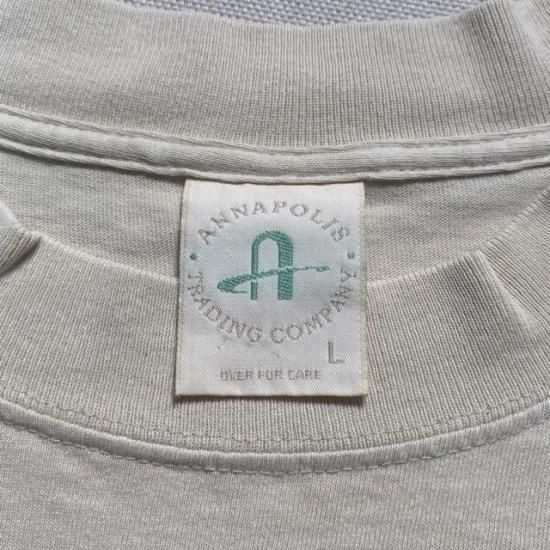 • ANNAPOLIS •
TRADING COMPANY
A
L
OVER FOR CARE